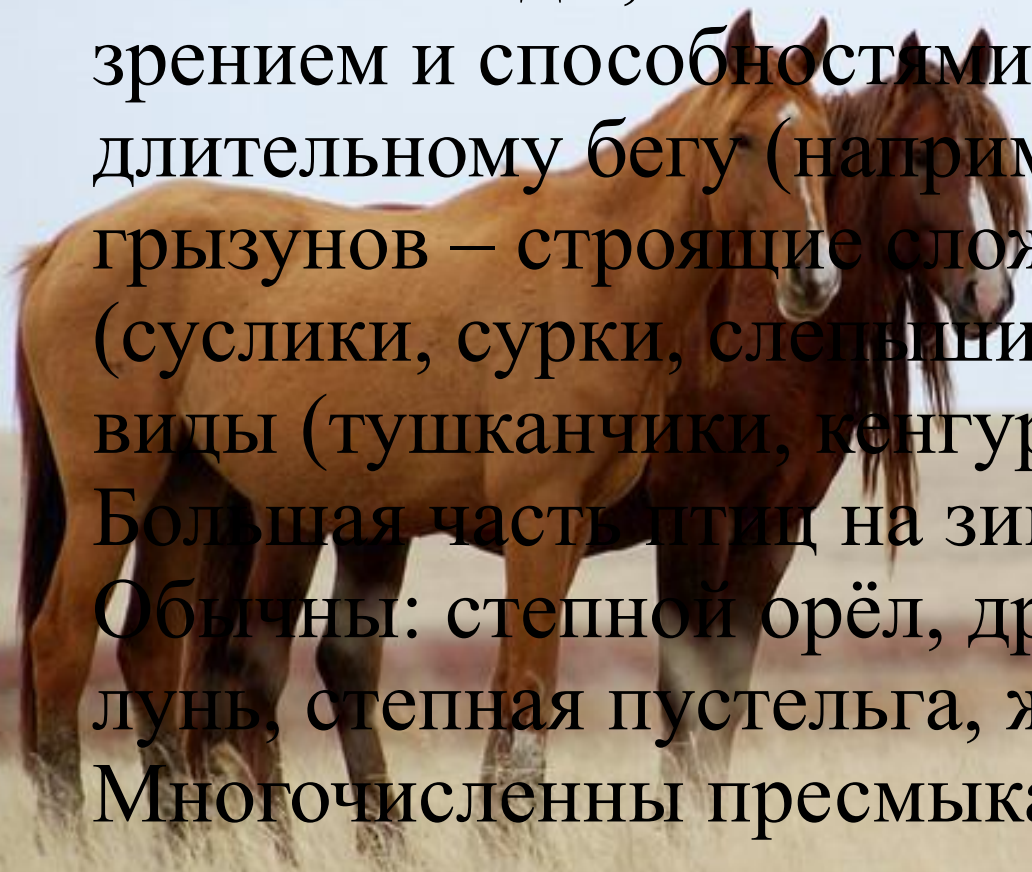 зрением и способностями
длительному бегу (наприм
грызунов – строящие слож
(суслики, сурки, слепыши
виды (тушканчики, кенгур
Большая часть птиц на зи
Обычны: степной орёл, др
лунь, степная пустельга, ж
Многочисленны пресмыка